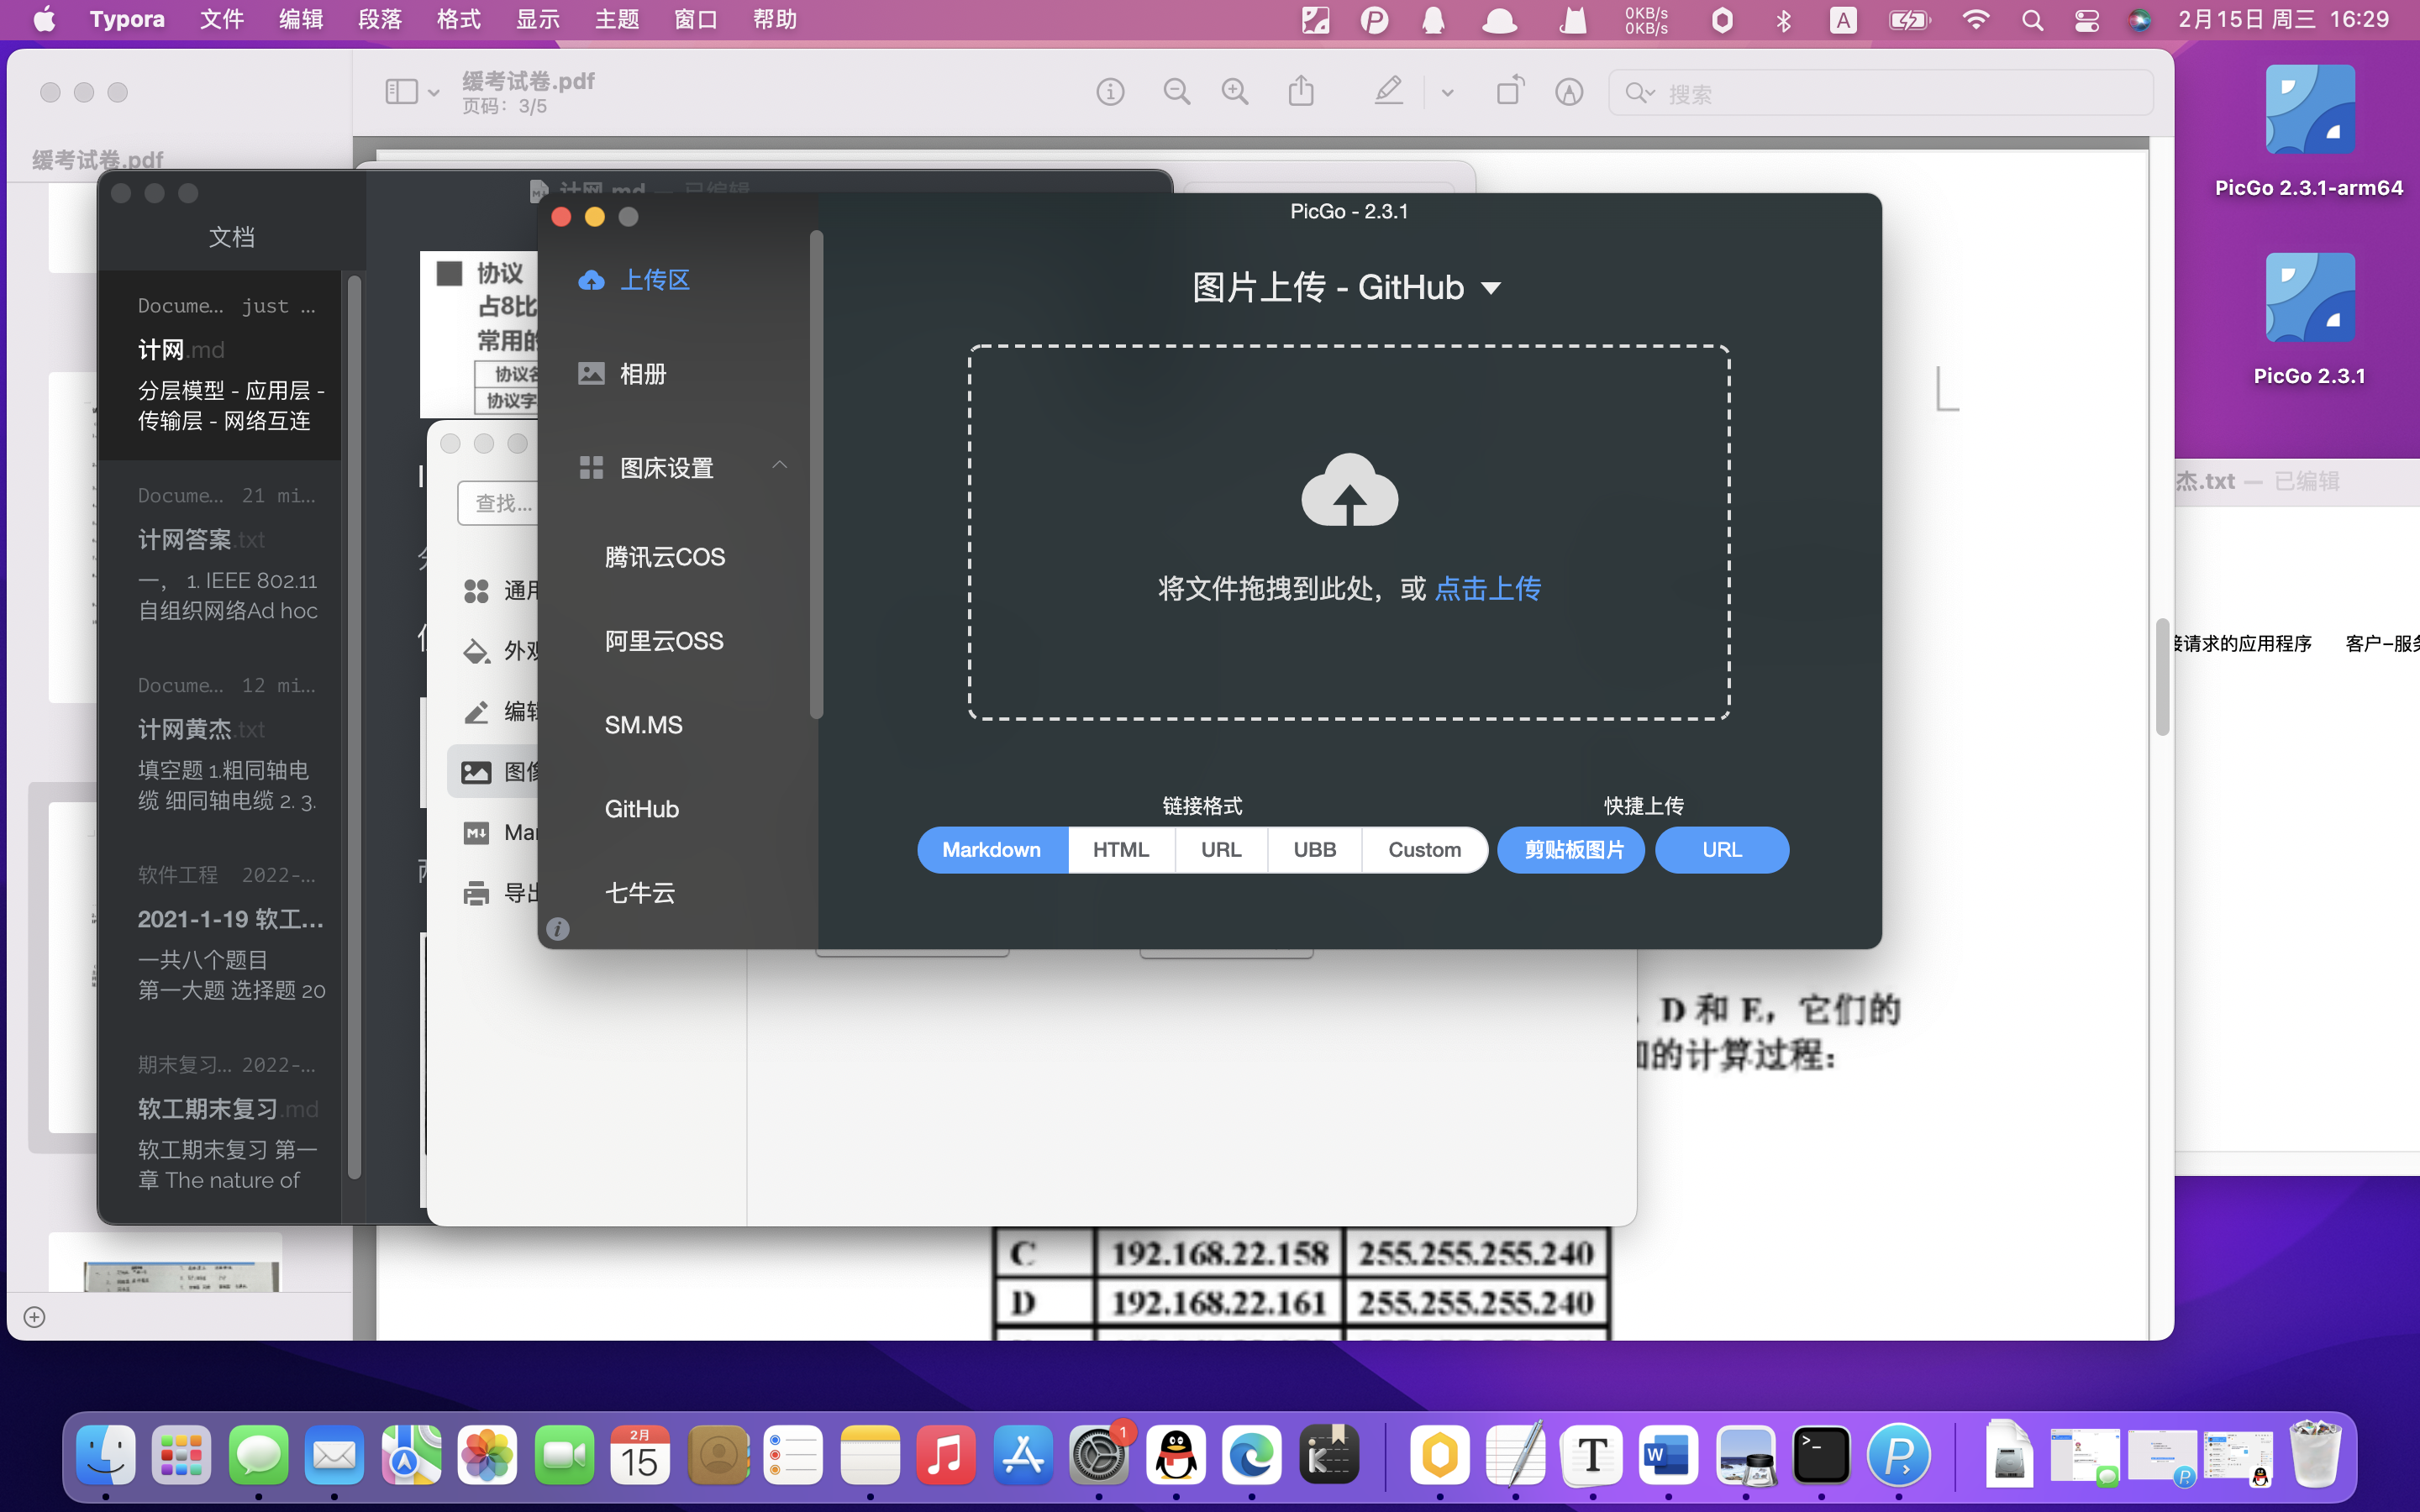 Typora 文件 编辑 段落 格式 显示 主题 窗口 帮助
0KB/s
0KB/s
A
2月15日 周三 16:29
缓考试卷.pdf
页码：3/5
搜索
缓考试卷.pdf
PicGo 2.3.1-arm64
PicGo 2.3.1
计网.md — 已编辑
文档
Docume... just ...
计网.md
分层模型 - 应用层 -
传输层 - 网络互连
Docume... 21 mi...
计网答案.txt
一， 1. IEEE 802.11
自组织网络Ad hoc
Docume... 12 mi...
计网黄杰.txt
填空题 1.粗同轴电
缆 细同轴电缆 2. 3.
软件工程 2022-...
2021-1-19 软工...
一共八个题目
第一大题 选择题 20
期末复习... 2022-...
软工期末复习.md
软工期末复习 第一
章 The nature of
协议
占8比
常用的
协议名
协议字
查找...
通用
外观
编辑
图像
Mar
导出
PicGo - 2.3.1
上传区
相册
图床设置
腾讯云COS
阿里云OSS
SM.MS
GitHub
七牛云
图片上传 - GitHub
将文件拖拽到此处，或 点击上传
链接格式
快捷上传
Markdown
HTML
URL
UBB
Custom
剪贴板图片
URL
杰.txt — 已编辑
接请求的应用程序 客户–服务
D 和 E，它们的
的计算过程：
C 192.168.22.158 255.255.255.240
D 192.168.22.161 255.255.255.240
2月
15
1